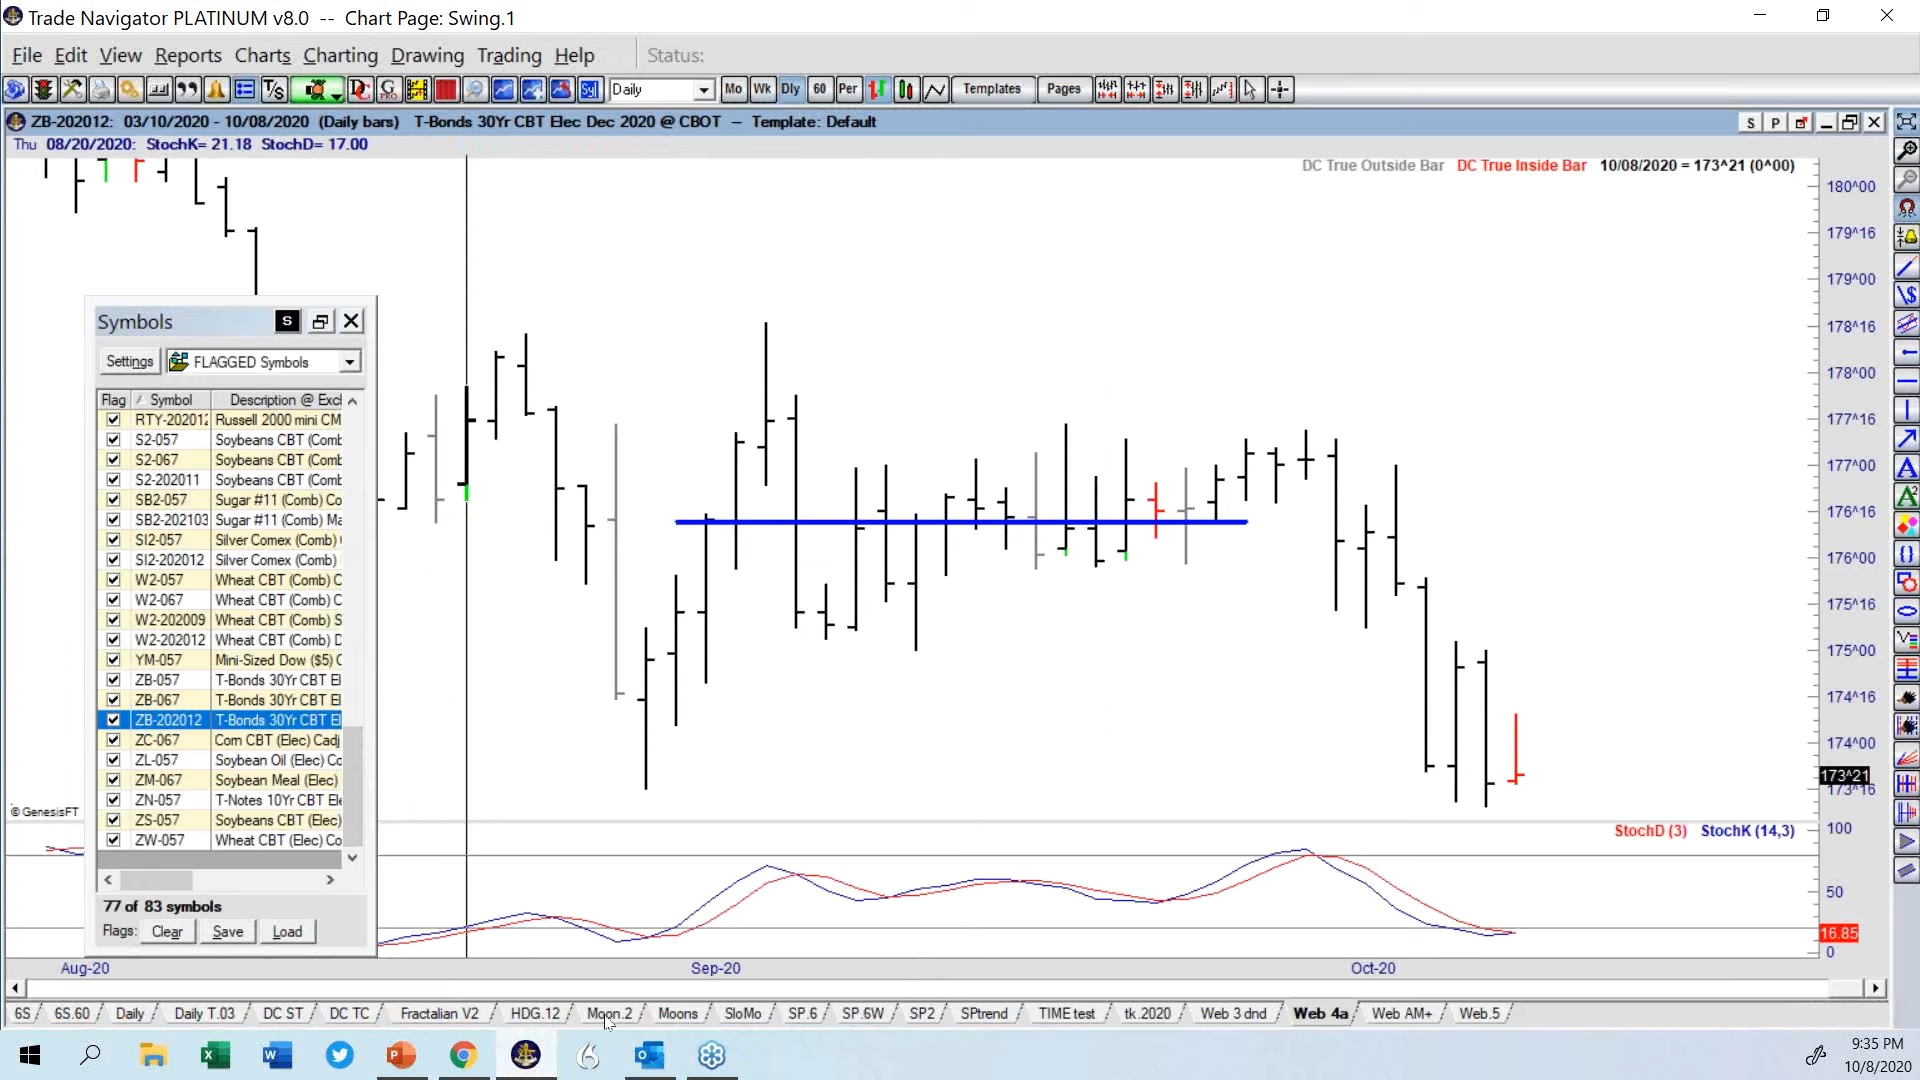 Trade Navigator PLATINUM v8.0 -- Chart Page: Swing.1
File Edit View Reports Charts Charting Drawing Trading Help Status:
T/S Daily Mo Wk Dly 60 Per Templates Pages
ZB-202012: 03/10/2020 - 10/08/2020 (Daily bars) T-Bonds 30Yr CBT Elec Dec 2020 @ CBOT – Template: Default S P
Thu 08/20/2020: StochK= 21.18 StochD= 17.00
DC True Outside Bar DC True Inside Bar 10/08/2020 = 173^21 (0^00)
180^00
179^16
179^00
178^16
178^00
177^16
177^00
176^16
176^00
175^16
175^00
174^16
174^00
173^21
173^16
Symbols S
Settings FLAGGED Symbols
Flag Symbol Description @ Excl
RTY-202012 Russell 2000 mini CM
S2-057 Soybeans CBT (Comb
S2-067 Soybeans CBT (Comb
S2-202011 Soybeans CBT (Comb
SB2-057 Sugar #11 (Comb) Co
SB2-202103 Sugar #11 (Comb) Ma
SI2-057 Silver Comex (Comb)
SI2-202012 Silver Comex (Comb)
W2-057 Wheat CBT (Comb) C
W2-067 Wheat CBT (Comb) C
W2-202009 Wheat CBT (Comb) S
W2-202012 Wheat CBT (Comb) D
YM-057 Mini-Sized Dow ($5) C
ZB-057 T-Bonds 30Yr CBT El
ZB-067 T-Bonds 30Yr CBT El
ZB-202012 T-Bonds 30Yr CBT El
ZC-067 Corn CBT (Elec) Cadj
ZL-057 Soybean Oil (Elec) Cc
ZM-067 Soybean Meal (Elec)
ZN-057 T-Notes 10Yr CBT Ele
ZS-057 Soybeans CBT (Elec)
ZW-057 Wheat CBT (Elec) Co
77 of 83 symbols
Flags: Clear Save Load
© GenesisFT
StochD (3) StochK (14,3)
100
50
16.85
0
Aug-20 Sep-20 Oct-20
6S 6S.60 Daily Daily T.03 DC ST DC TC Fractalian V2 HDG.12 Moon.2 Moons SloMo SP.6 SP.6W SP2 SPtrend TIME test tk.2020 Web 3 dnd Web 4a Web AM+ Web.5
9:35 PM
10/8/2020